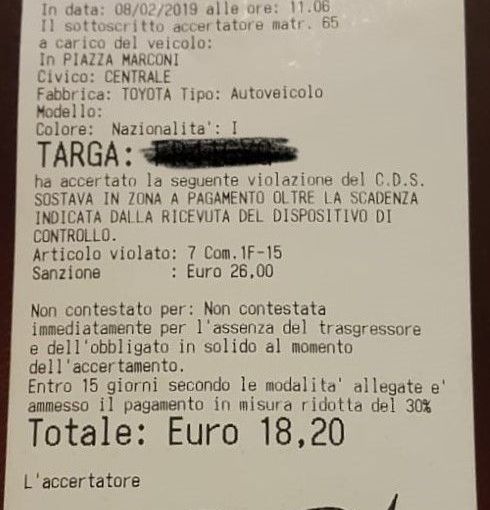 In data: 08/02/2019 alle ore: 11.06
Il sottoscritto accertatore matr. 65
a carico del veicolo:
In PIAZZA MARCONI
Civico: CENTRALE
Fabbrica: TOYOTA Tipo: Autoveicolo
Modello:
Colore: Nazionalita': I
TARGA:
ha accertato la seguente violazione del C.D.S.
SOSTAVA IN ZONA A PAGAMENTO OLTRE LA SCADENZA
INDICATA DALLA RICEVUTA DEL DISPOSITIVO DI
CONTROLLO.
Articolo violato: 7 Com.1F-15
Sanzione : Euro 26,00
Non contestato per: Non contestata
immediatamente per l'assenza del trasgressore
e dell'obbligato in solido al momento
dell'accertamento.
Entro 15 giorni secondo le modalita' allegate e'
ammesso il pagamento in misura ridotta del 30%
Totale: Euro 18,20
L'accertatore